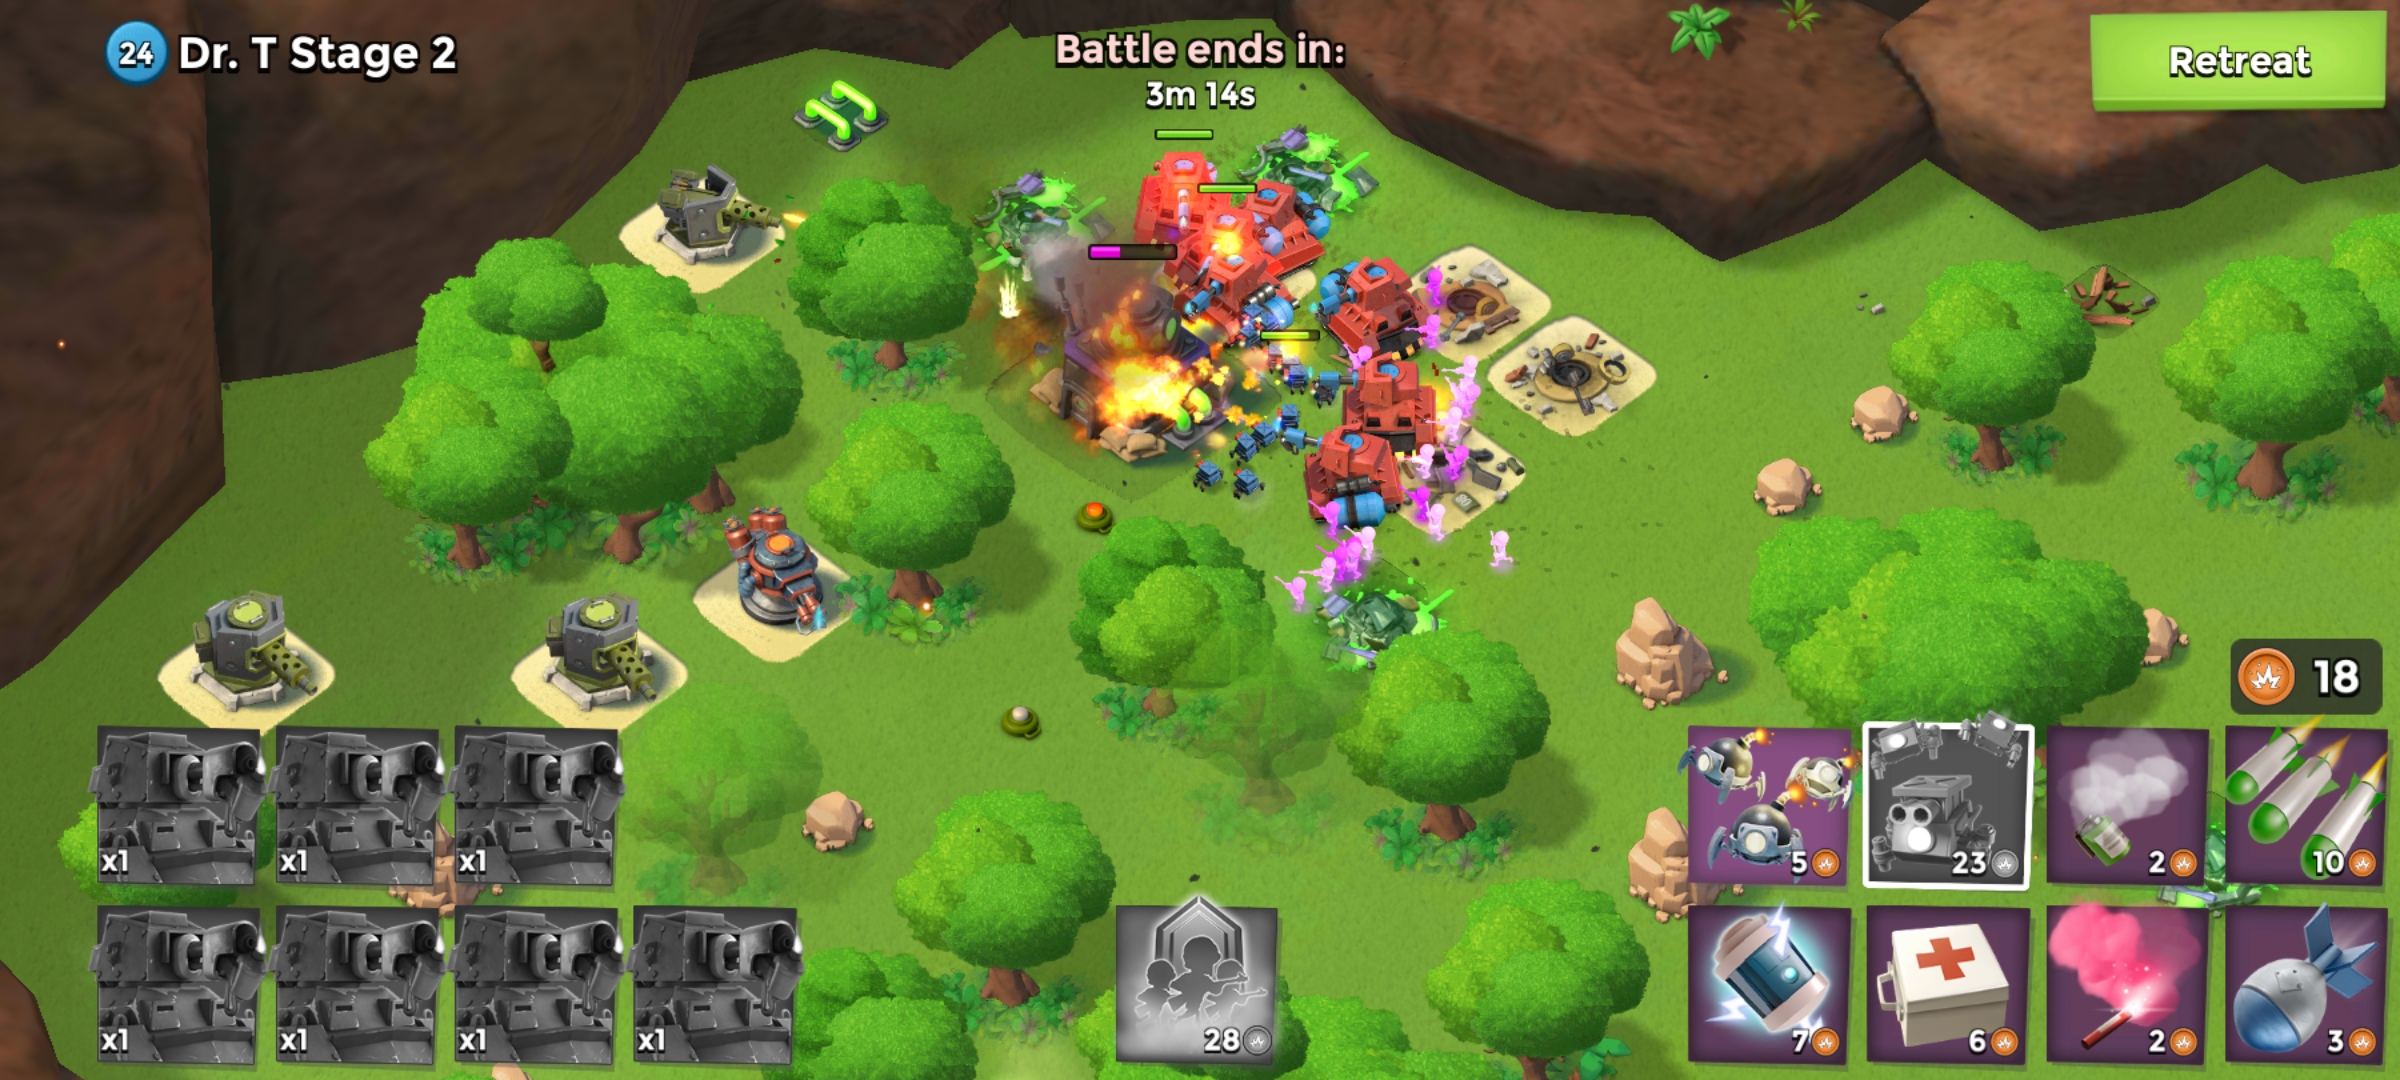 24 Dr. T Stage 2
Battle ends in:
3m 14s
Retreat
18
x1 x1 x1
5 23 2 10
x1 x1 x1 x1
28
7 6 2 3